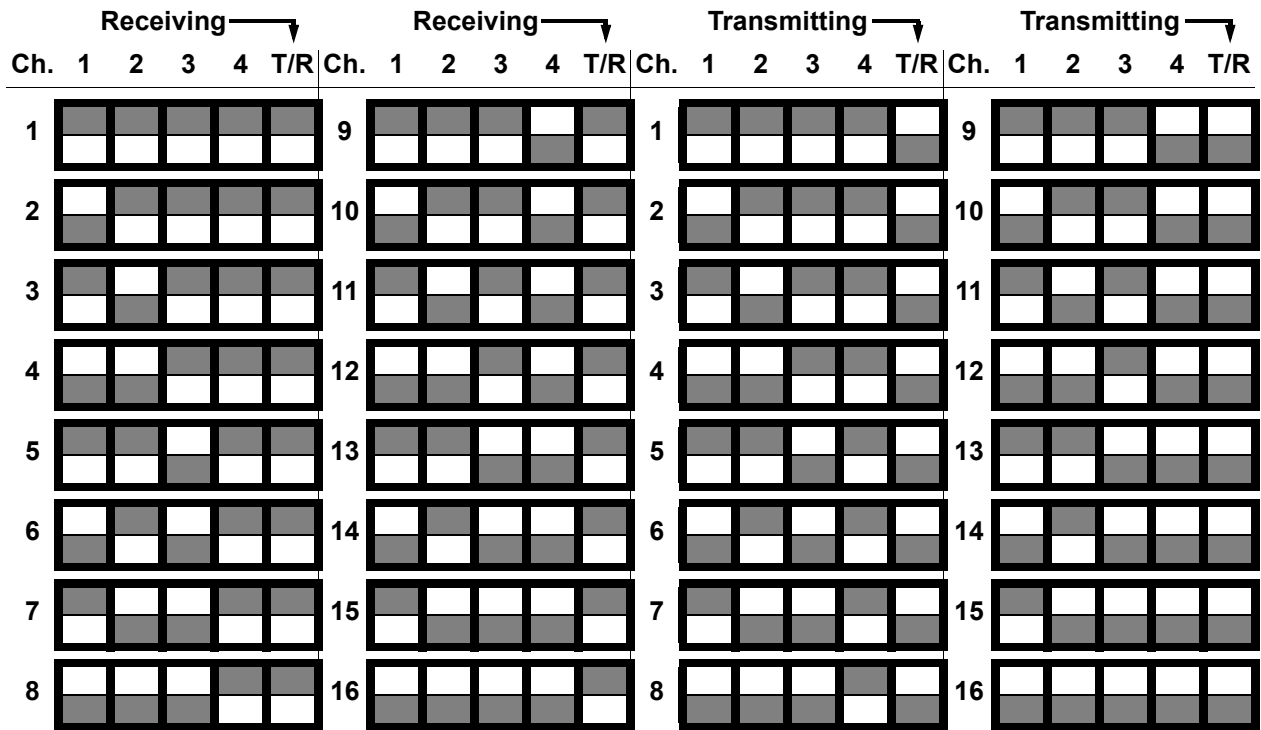 Receiving Receiving Transmitting Transmitting
Ch. 1 2 3 4 T/R Ch. 1 2 3 4 T/R Ch. 1 2 3 4 T/R Ch. 1 2 3 4 T/R
1 9 1 9
2 10 2 10
3 11 3 11
4 12 4 12
5 13 5 13
6 14 6 14
7 15 7 15
8 16 8 16